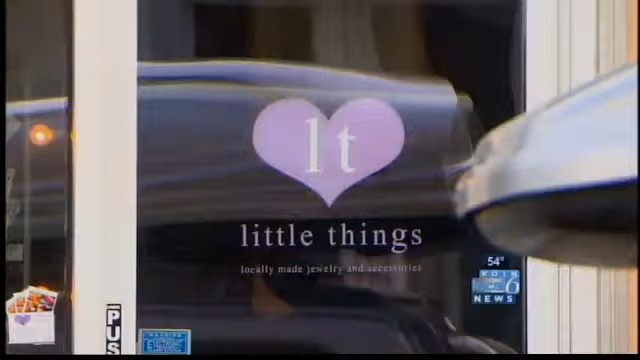 lt
little things
locally made jewelry and accessories
54°
KOIN
6
NEWS
PUS